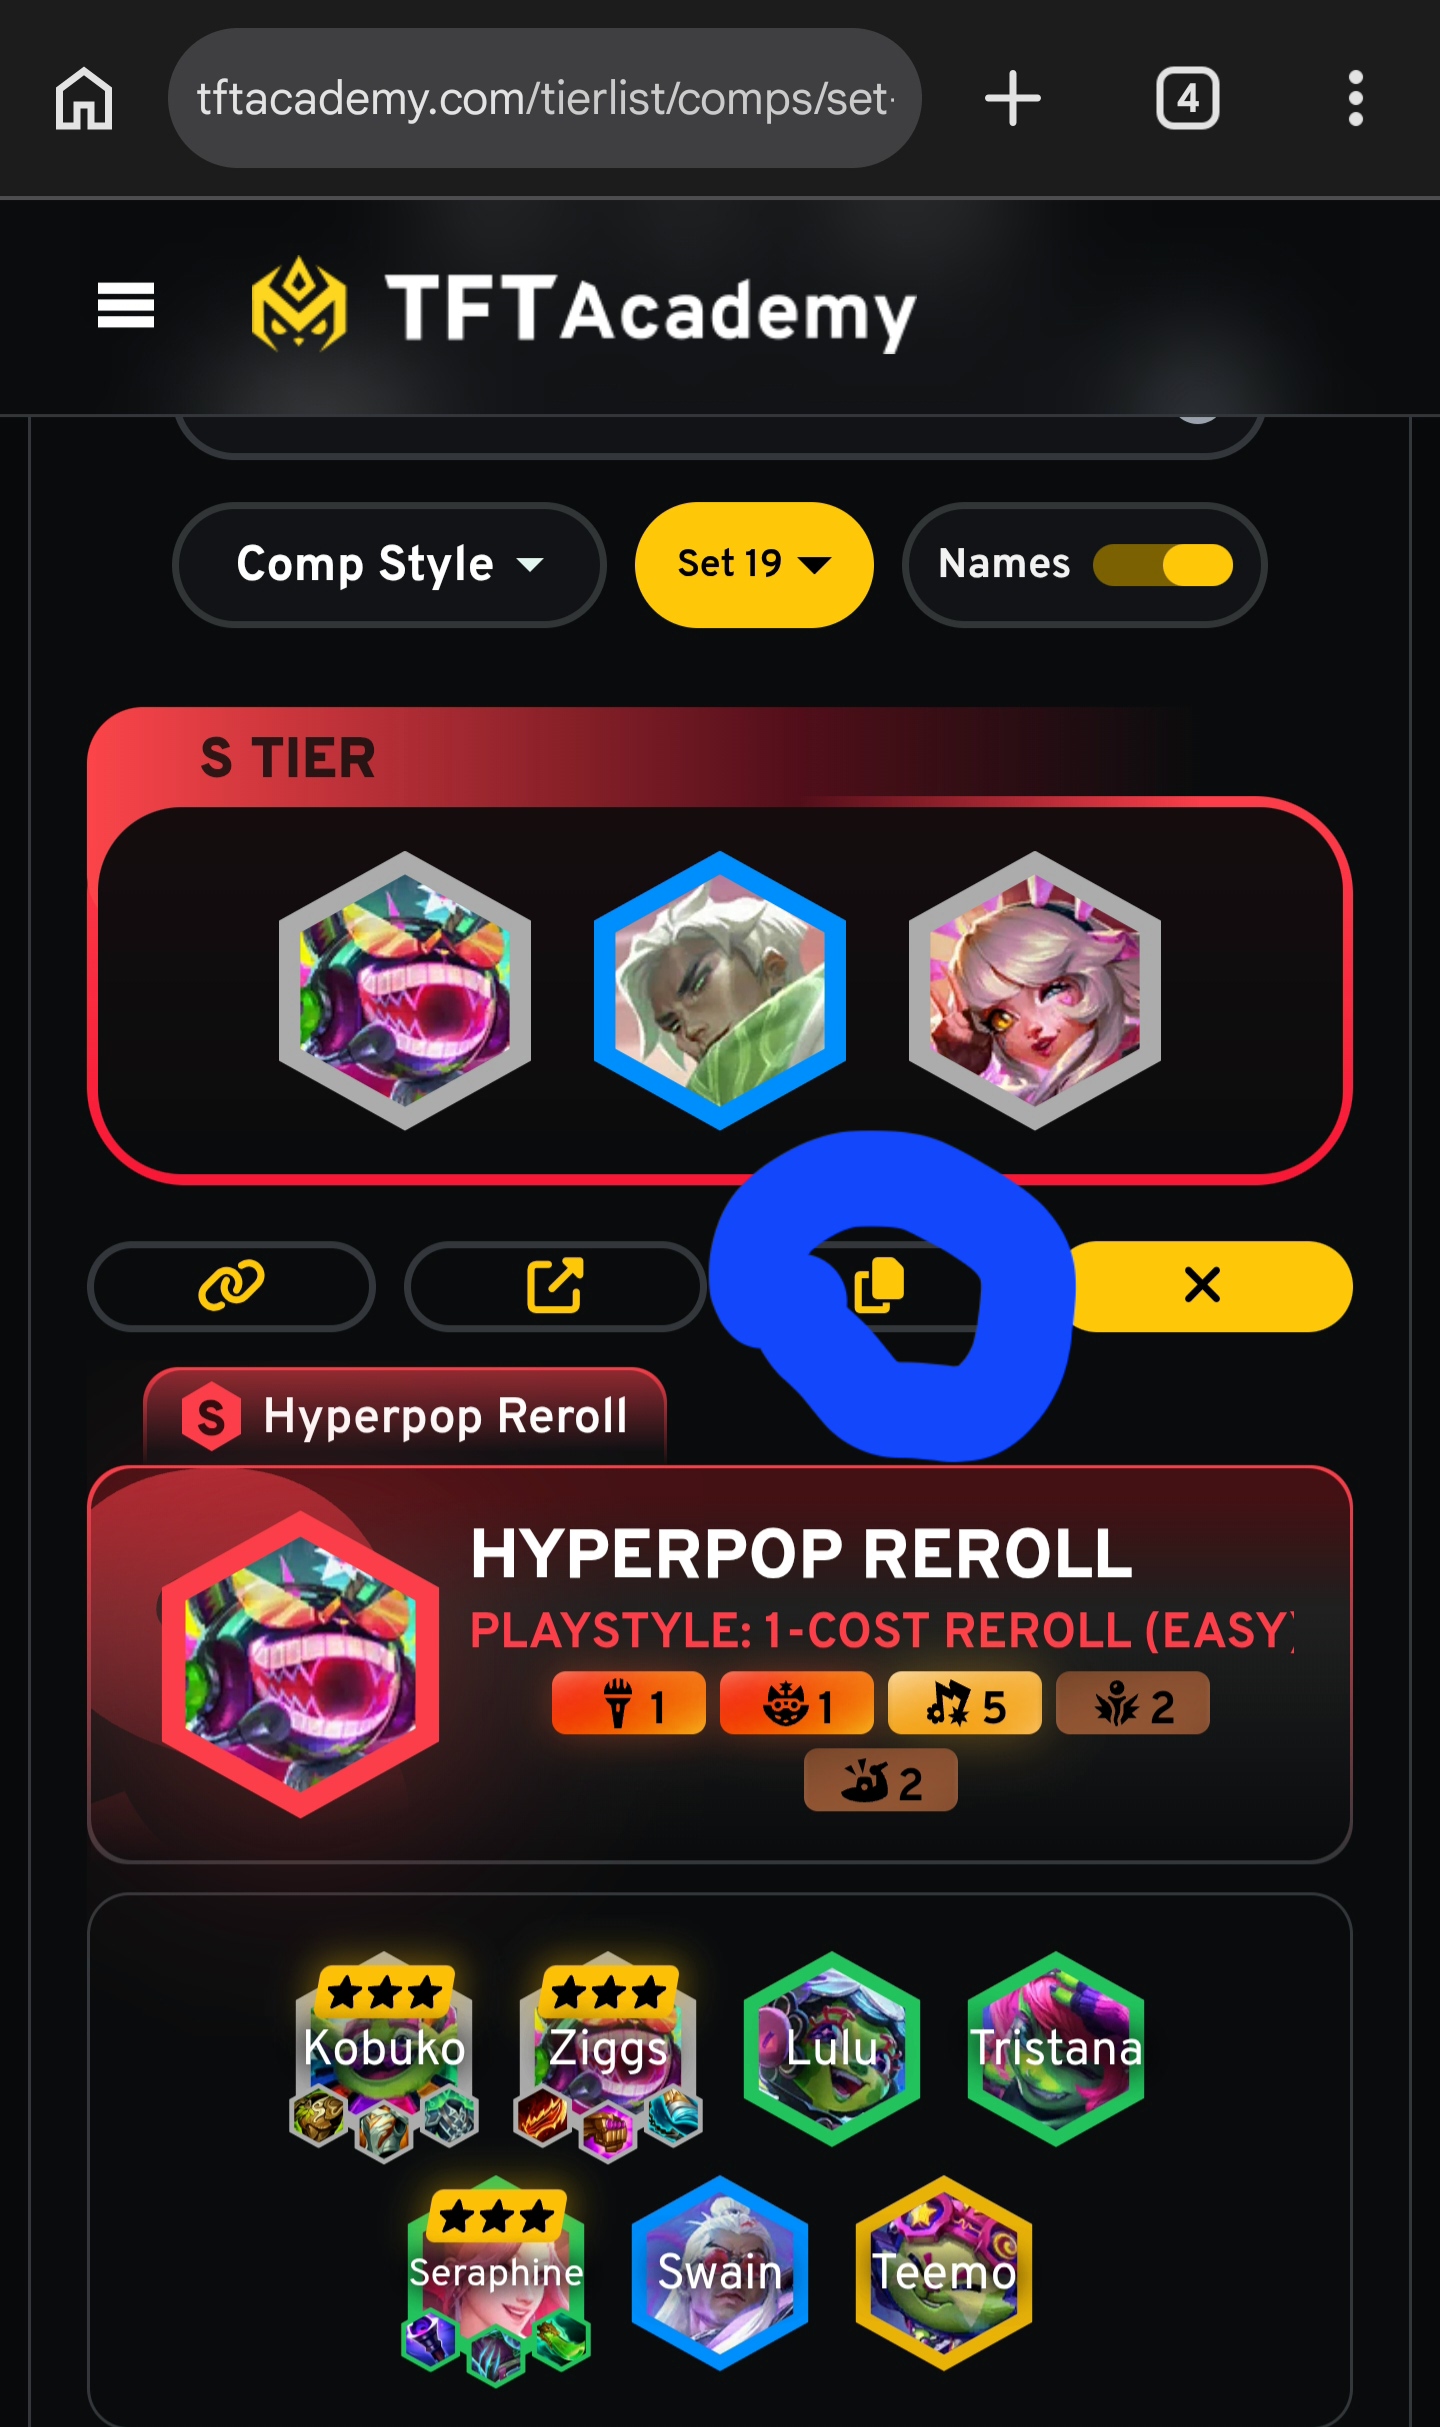 tftacademy.com/tierlist/comps/set-
4
TFTAcademy
Comp Style
Set 19
Names
S TIER
S Hyperpop Reroll
HYPERPOP REROLL
PLAYSTYLE: 1-COST REROLL (EASY)
1 1 5 2
2
Kobuko Ziggs Lulu Tristana
Seraphine Swain Teemo